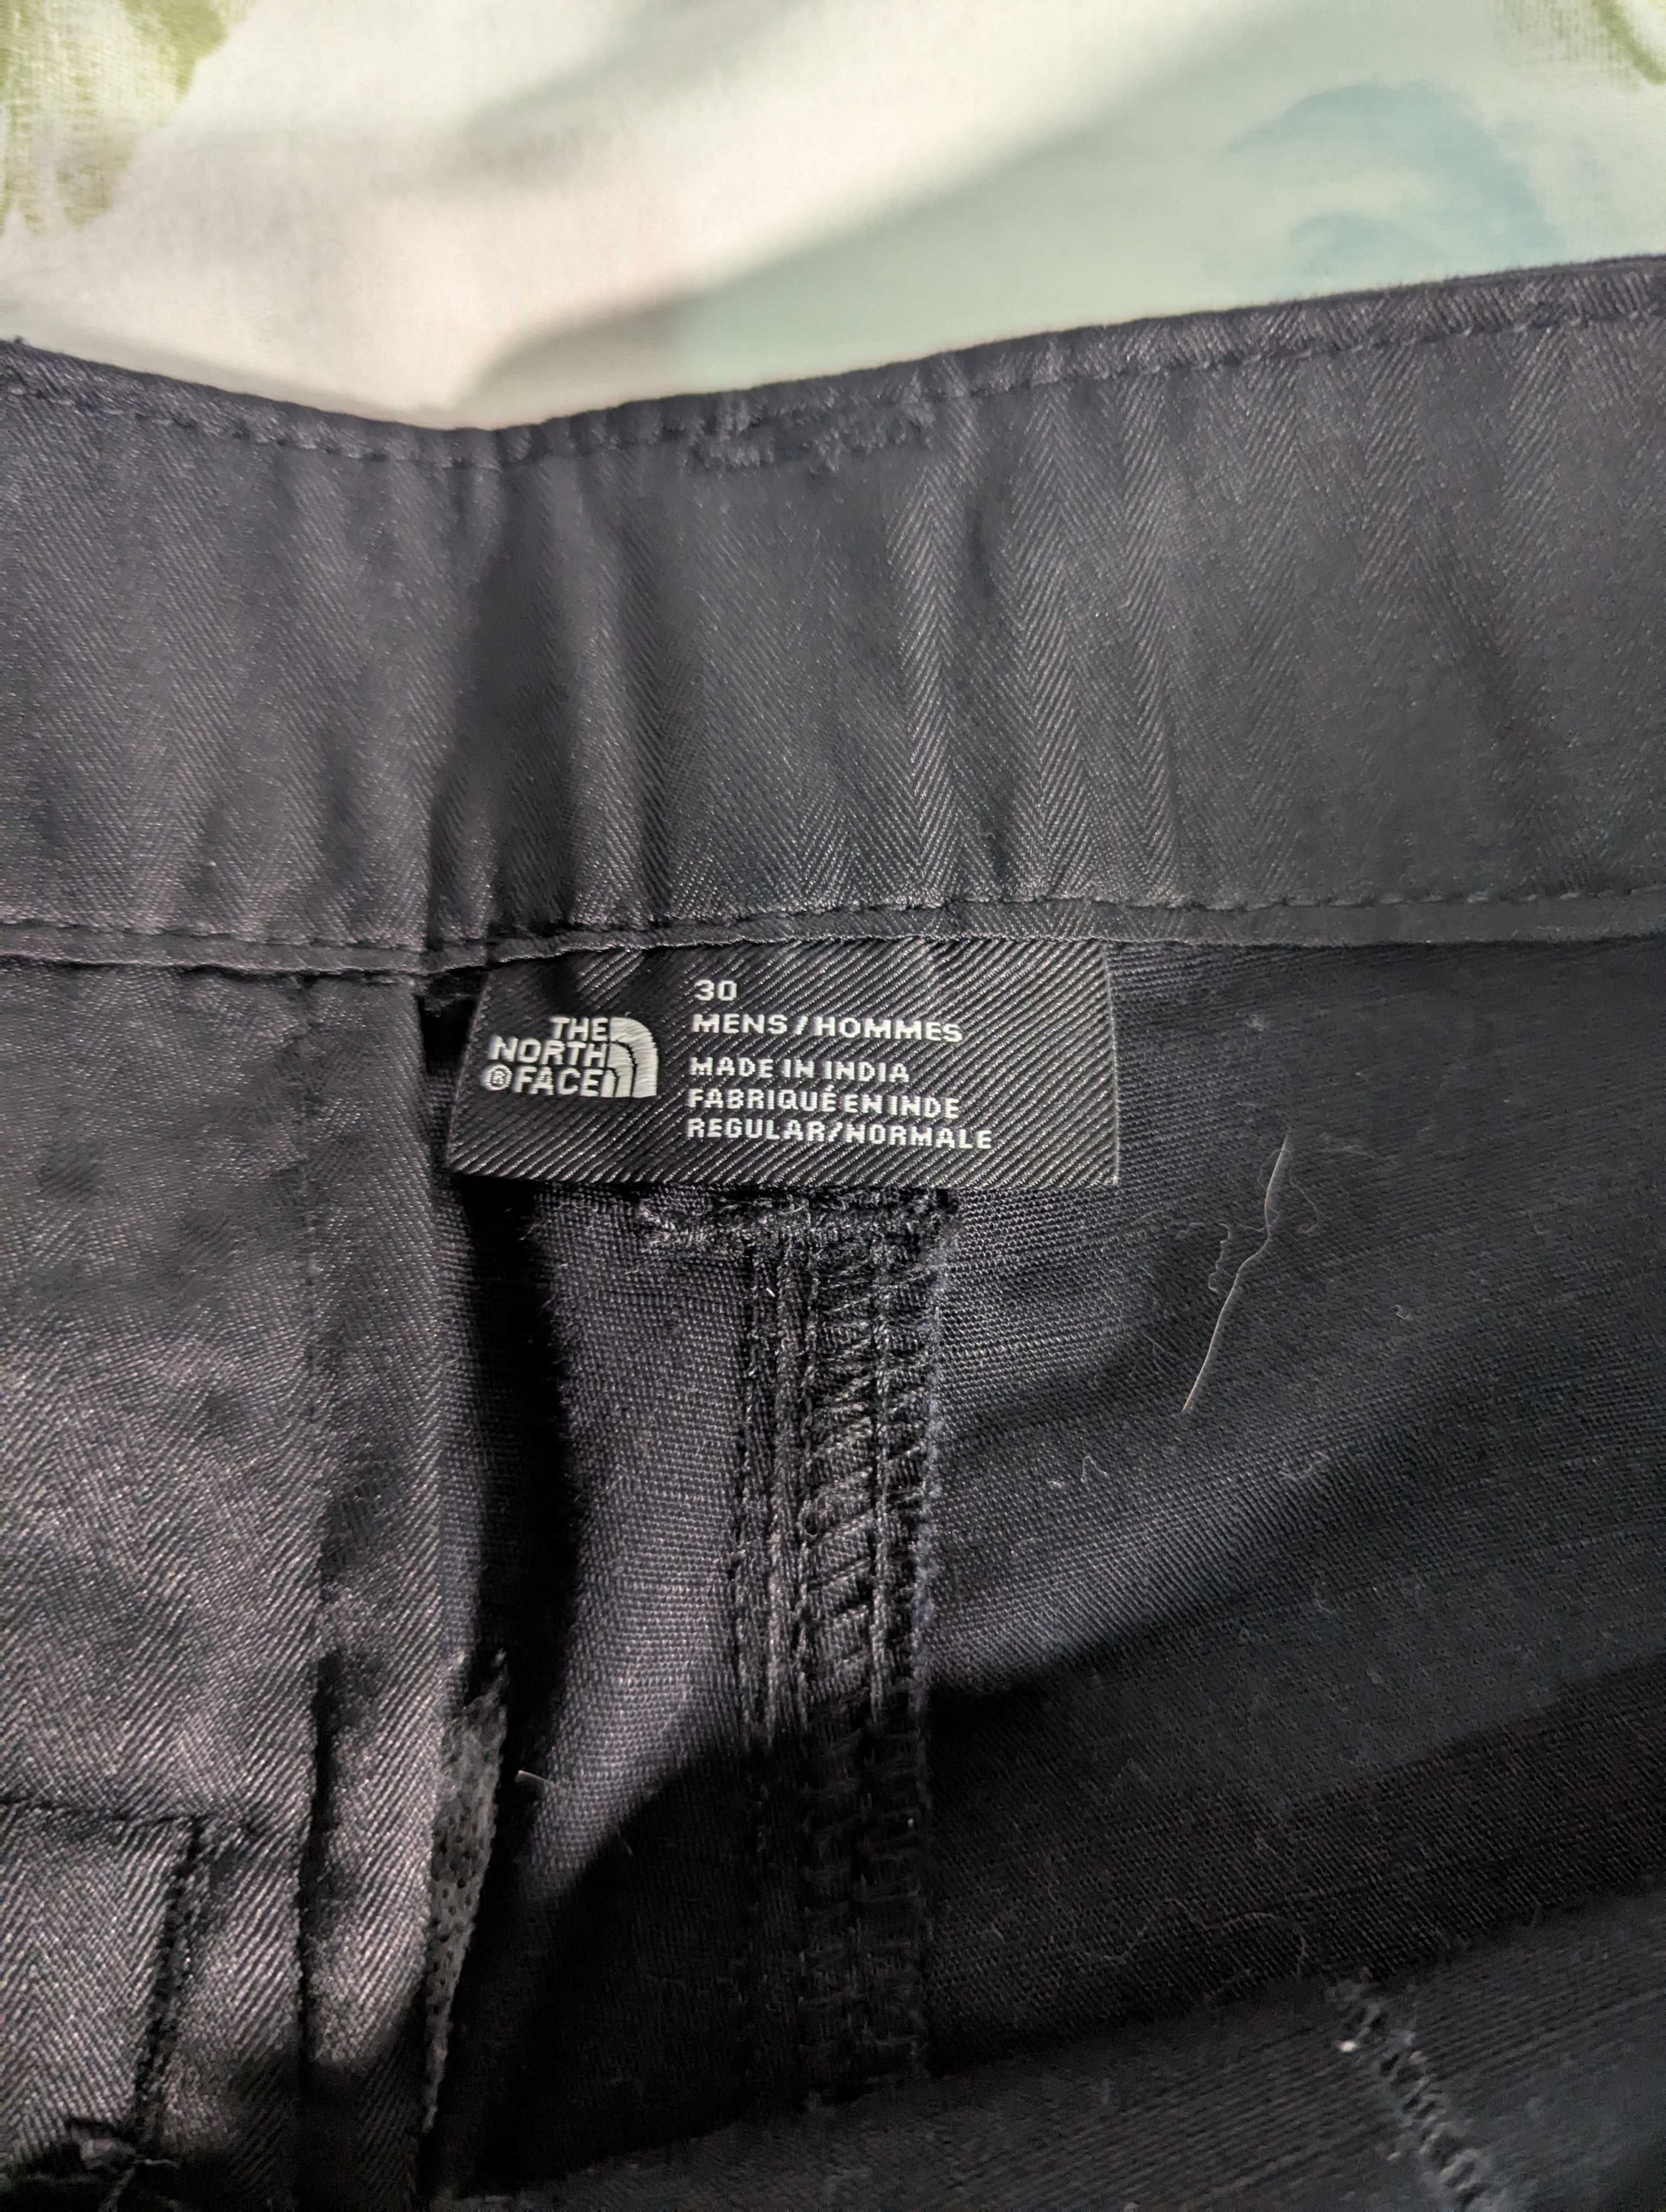 THE
NORTH
®FACE
30
MENS/HOMMES
MADE IN INDIA
FABRIQUÉ EN INDE
REGULAR/NORMALE